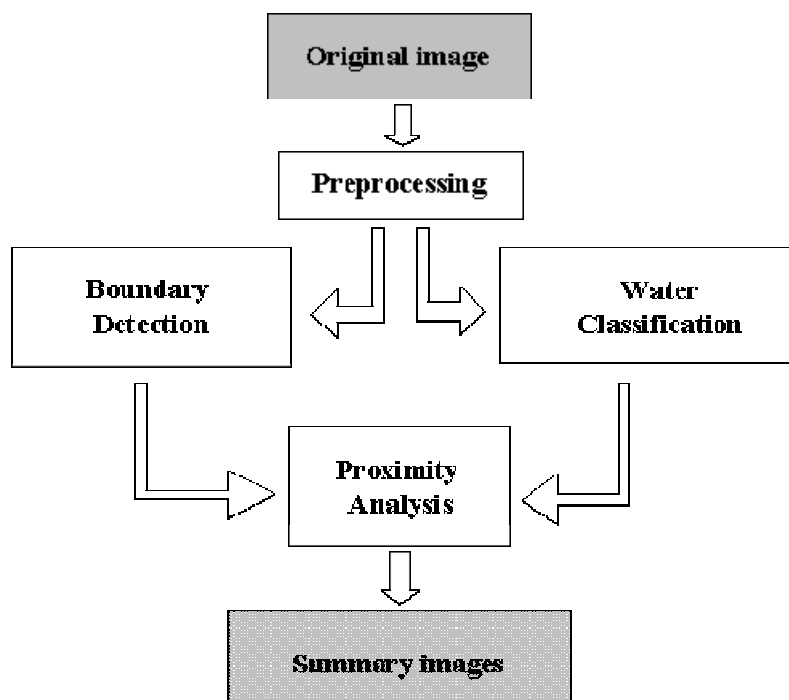 Original image
Preprocessing
Boundary
Detection
Water
Classification
Proximity
Analysis
Summary images